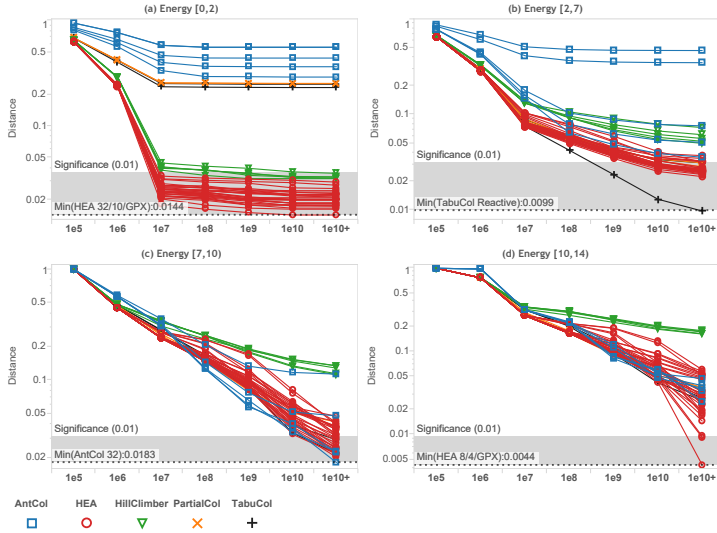 (a) Energy [0,2)
1
0.5
0.2
0.1
0.05
0.02
Distance
Significance (0.01)
Min(HEA 32/10/GPX):0.0144
1e5 1e6 1e7 1e8 1e9 1e10 1e10+
(b) Energy [2,7)
1
0.5
0.2
0.1
0.05
0.02
0.01
Distance
Significance (0.01)
Min(TabuCol Reactive):0.0099
1e5 1e6 1e7 1e8 1e9 1e10 1e10+
(c) Energy [7,10)
1
0.5
0.2
0.1
0.05
0.02
Distance
Significance (0.01)
Min(AntCol 32):0.0183
1e5 1e6 1e7 1e8 1e9 1e10 1e10+
(d) Energy [10,14)
1
0.5
0.2
0.1
0.05
0.02
0.01
0.005
Distance
Significance (0.01)
Min(HEA 8/4/GPX):0.0044
1e5 1e6 1e7 1e8 1e9 1e10 1e10+
AntCol HEA HillClimber PartialCol TabuCol